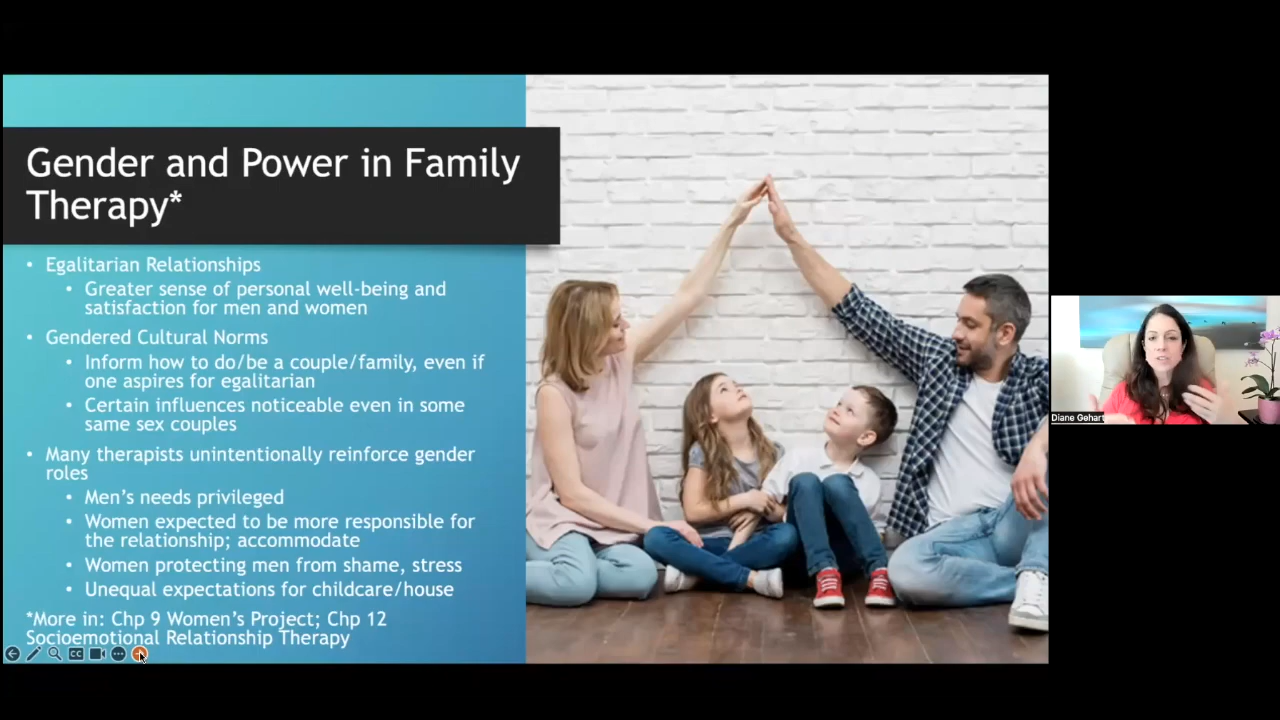 Gender and Power in Family
Therapy*
• Egalitarian Relationships
• Greater sense of personal well-being and
satisfaction for men and women
• Gendered Cultural Norms
• Inform how to do/be a couple/family, even if
one aspires for egalitarian
• Certain influences noticeable even in some
same sex couples
• Many therapists unintentionally reinforce gender
roles
• Men's needs privileged
• Women expected to be more responsible for
the relationship; accommodate
• Women protecting men from shame, stress
• Unequal expectations for childcare/house
*More in: Chp 9 Women's Project; Chp 12
Socioemotional Relationship Therapy
CC
Diane Gehart